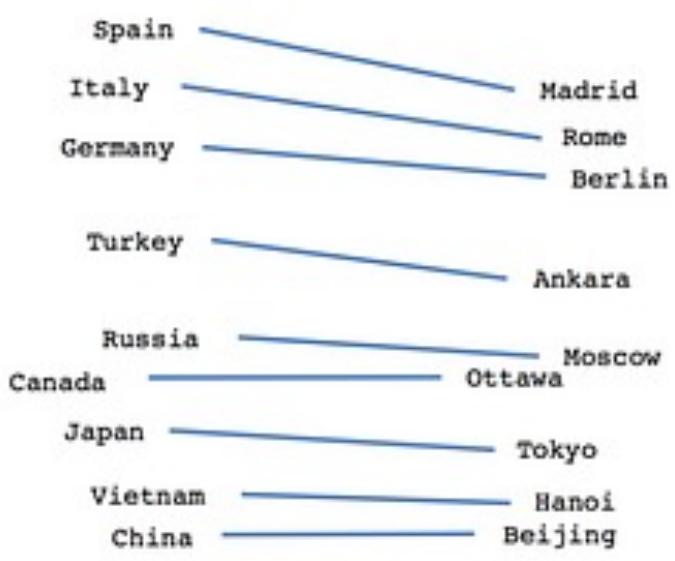 Spain
Madrid
Italy
Rome
Germany
Berlin
Turkey
Ankara
Russia
Moscow
Canada
Ottawa
Japan
Tokyo
Vietnam
Hanoi
China
Beijing